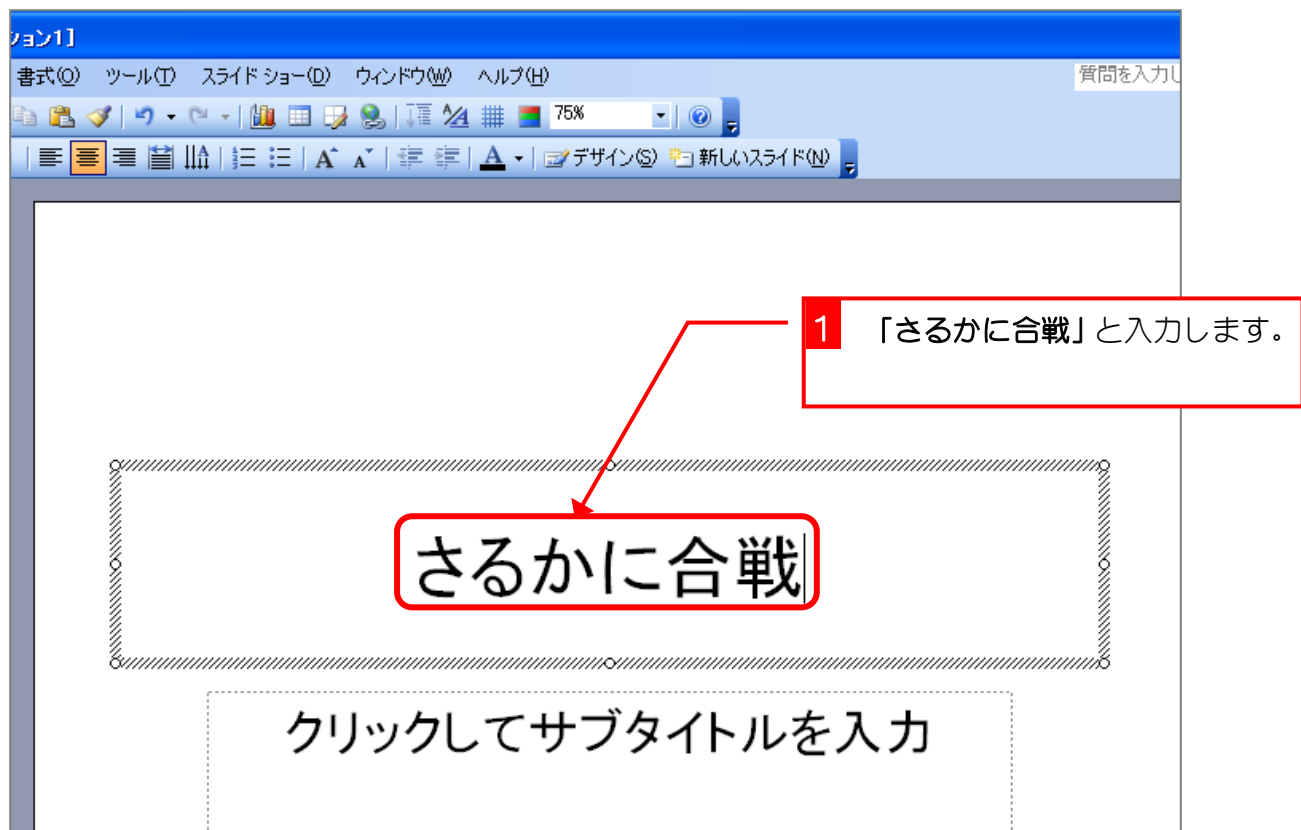 ション1]
書式(O) ツール(T) スライド ショー(D) ウィンドウ(W) ヘルプ(H) 質問を入力し
75%
デザイン(S) 新しいスライド(N)
1 「さるかに合戦」と入力します。
さるかに合戦
クリックしてサブタイトルを入力